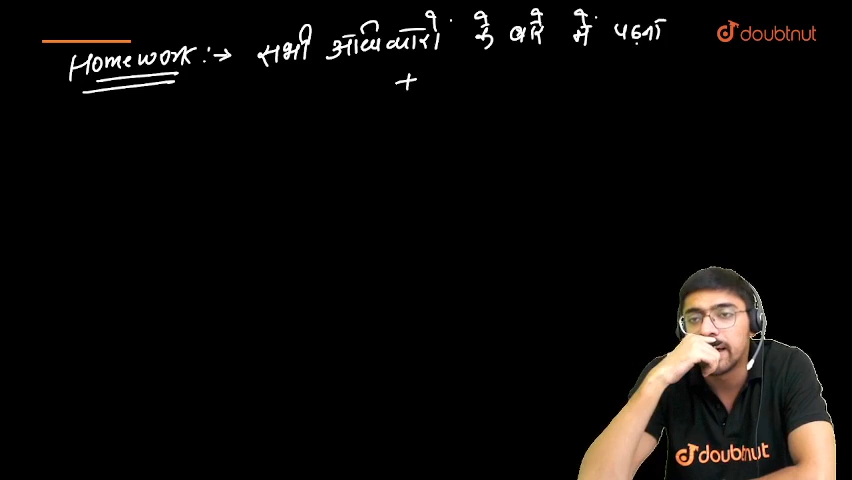 Homework :→ सभी अधिकारों के बारे में पढ़ना
+
doubtnut
doubtnut